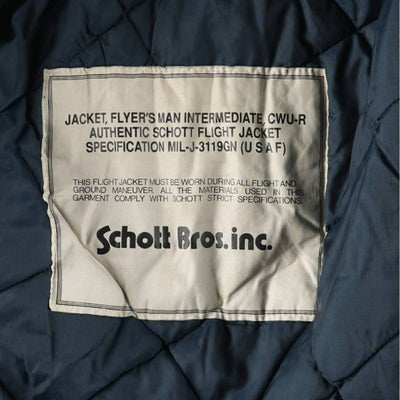 JACKET, FLYER'S MAN INTERMEDIATE, CWU-R
AUTHENTIC SCHOTT FLIGHT JACKET
SPECIFICATION MIL-J-3119GN (U S A F)
THIS FLIGHT JACKET MUST BE WORN DURING ALL FLIGHT AND
GROUND MANEUVER. ALL THE MATERIALS USED IN THIS
GARMENT COMPLY WITH SCHOTT STRICT SPECIFICATIONS.
Schott Bros. inc.